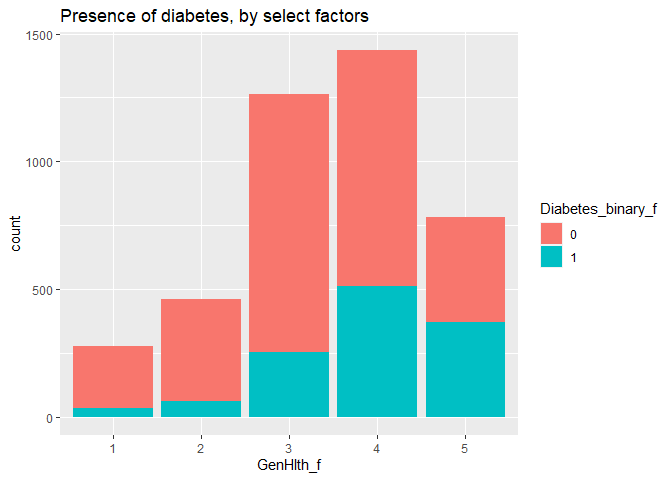 Presence of diabetes, by select factors
1500
1000
500
0
count
1 2 3 4 5
GenHlth_f
Diabetes_binary_f
0
1